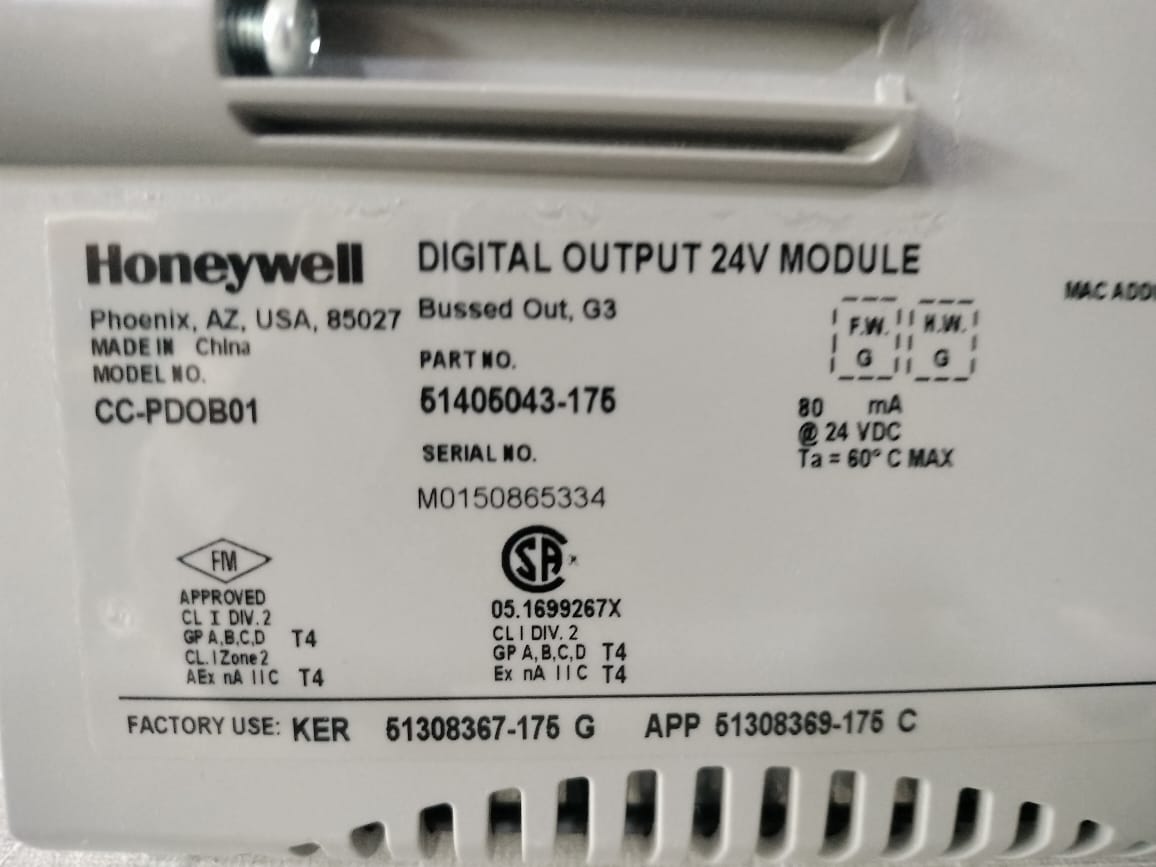 Honeywell
Phoenix, AZ, USA, 85027
MADE IN China
MODEL NO.
CC-PDOB01
DIGITAL OUTPUT 24V MODULE
Bussed Out, G3
PART NO.
51405043-175
SERIAL NO.
M0150865334
F.W. H.W.
G G
80 mA
@ 24 VDC
Ta = 60° C MAX
MAC
FM
APPROVED
CL I DIV. 2
GP A,B,C,D T4
CL. I Zone 2
AEx nA IIC T4
SA
05.1699267X
CL I DIV. 2
GP A,B,C,D T4
Ex nA IIC T4
FACTORY USE: KER 51308367-175 G APP 51308369-175 C